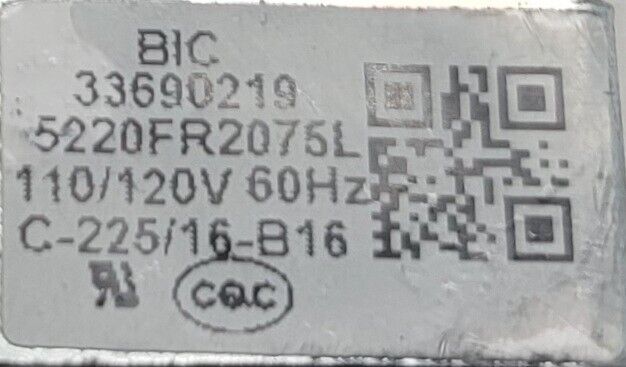 BIC
33690219
5220FR2075L
110/120V 60Hz
C-225/16-B16
CQC